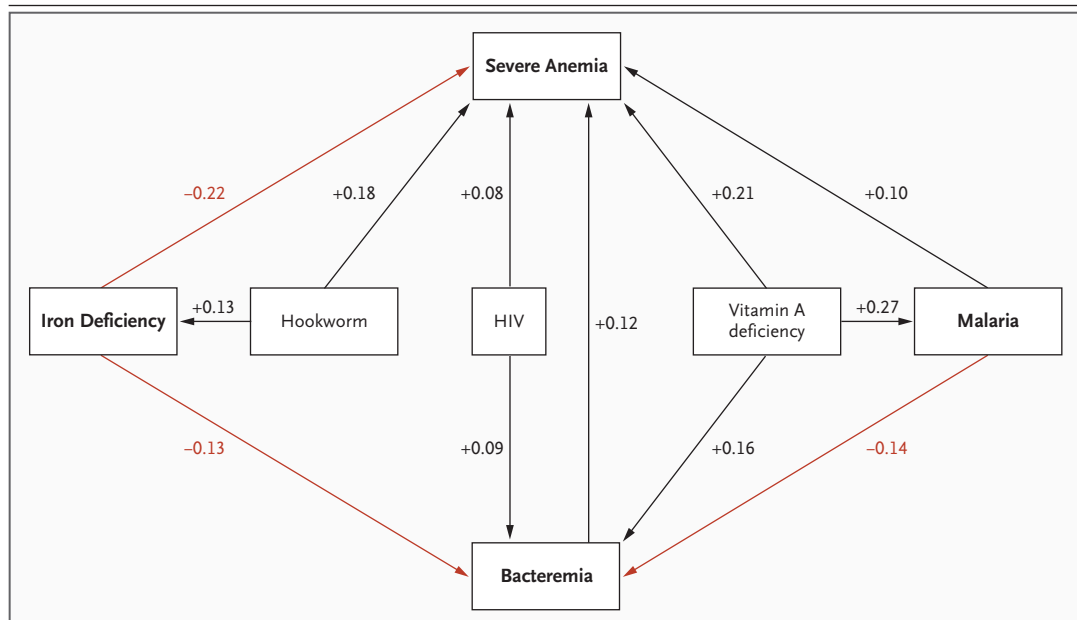 Severe Anemia
–0.22
+0.18
+0.08
+0.21
+0.10
Iron Deficiency
+0.13
Hookworm
HIV
+0.12
Vitamin A
deficiency
+0.27
Malaria
–0.13
+0.09
+0.16
–0.14
Bacteremia